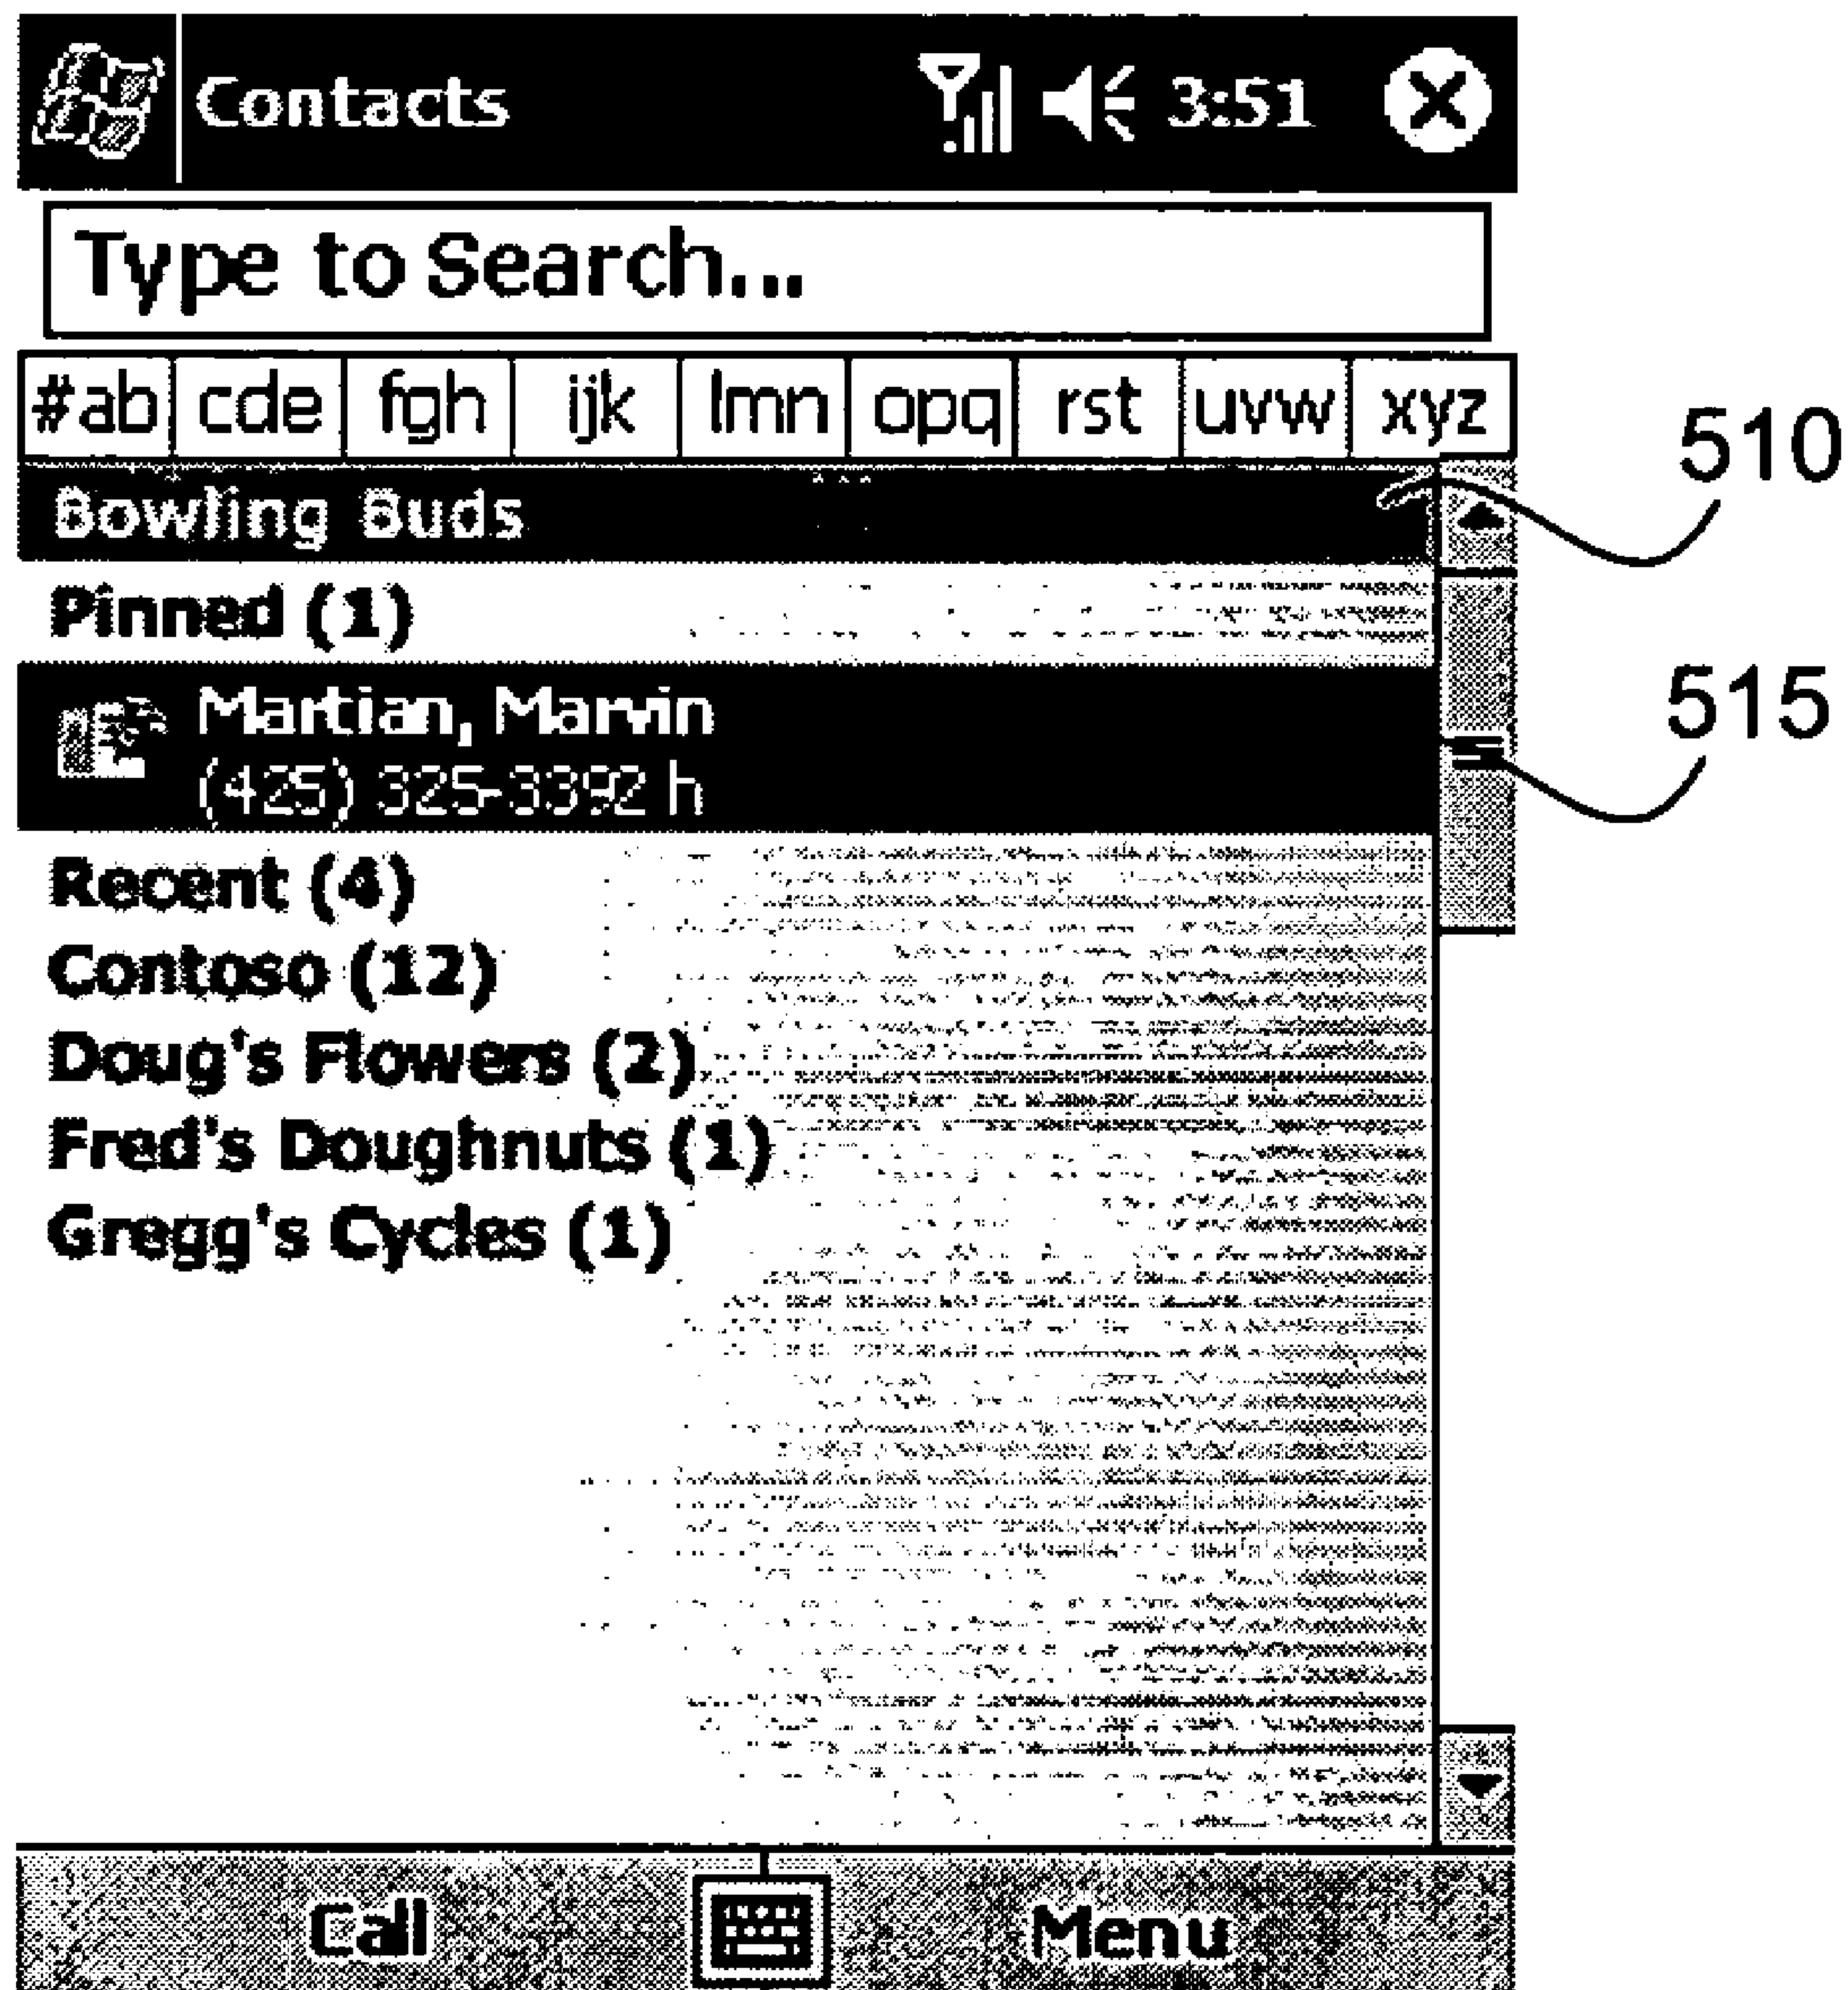 Contacts 3:51
Type to Search...
#ab cde fgh ijk lmn opq rst uvw xyz
510
Bowling Buds
Pinned (1)
515
Martian, Marvin
(425) 325-3392 h
Recent (4)
Contoso (12)
Doug's Flowers (2)
Fred's Doughnuts (1)
Gregg's Cycles (1)
Call Menu